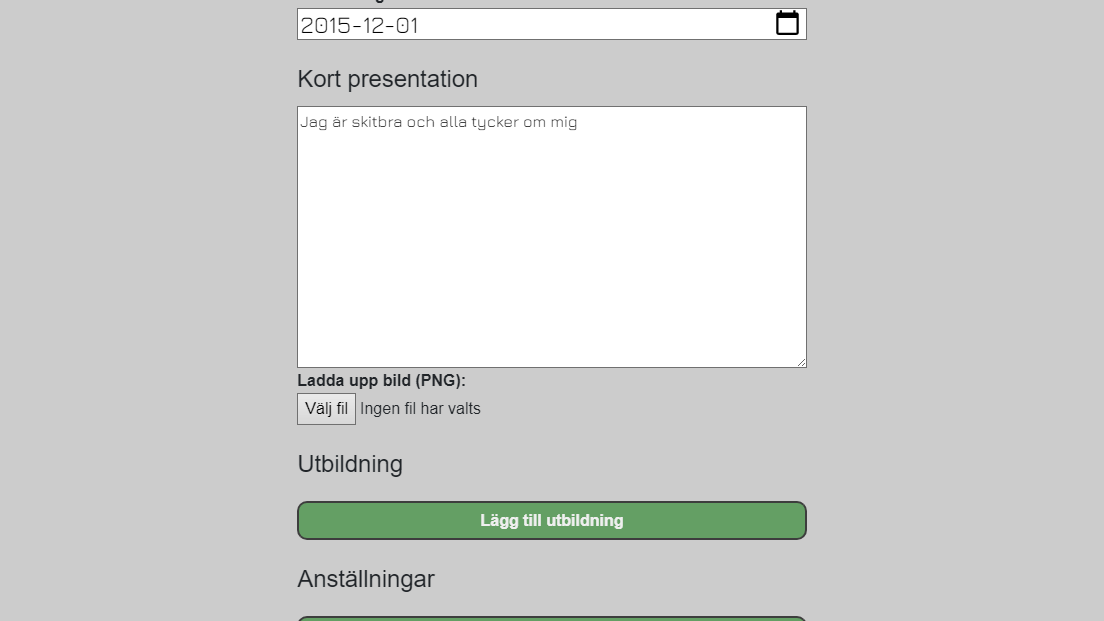 2015-12-01
Kort presentation
Jag är skitbra och alla tycker om mig
Ladda upp bild (PNG):
Välj fil Ingen fil har valts
Utbildning
Lägg till utbildning
Anställningar